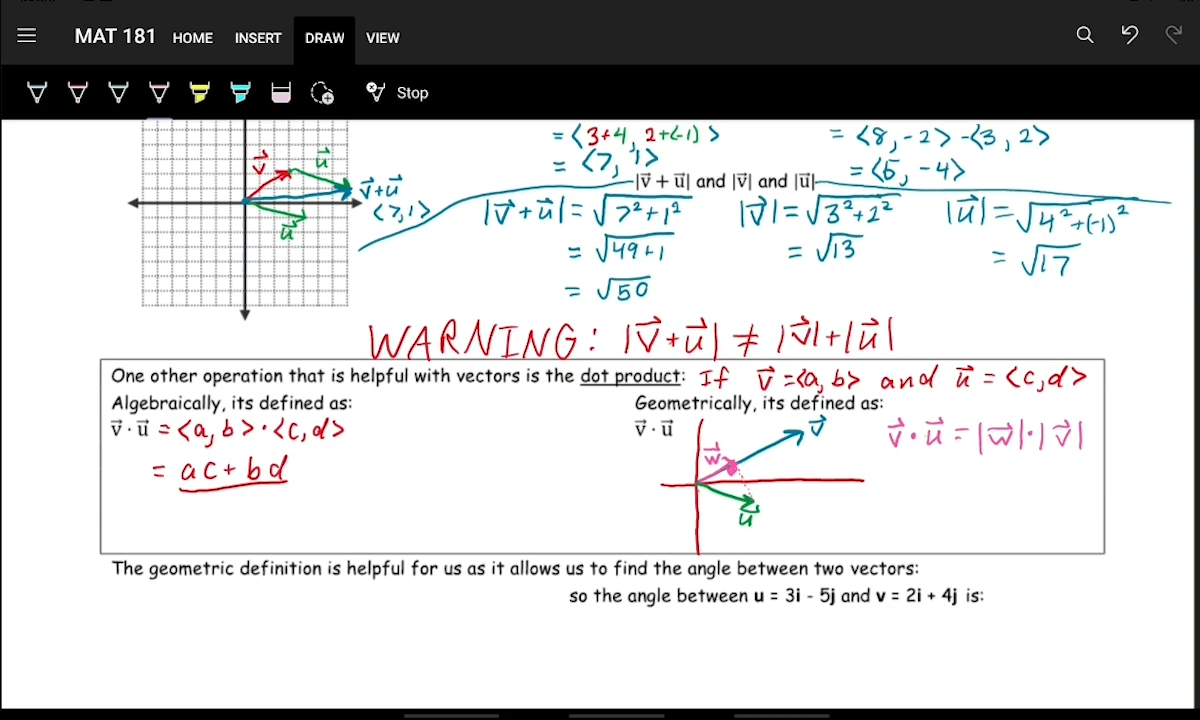 MAT 181 HOME INSERT DRAW VIEW
Stop
= <3+4, 2+(-1)> = <8, -2> - <3, 2>
= <7, 1> = <5, -4>
|v⃗ + u⃗| and |v⃗| and |u⃗|
v⃗ u⃗
v⃗+u⃗
<7,1>
u⃗
|v⃗+u⃗| = √7²+1² |v⃗| = √3²+2² |u⃗| = √4²+(-1)²
= √49+1 = √13 = √17
= √50
WARNING: |v⃗+u⃗| ≠ |v⃗|+|u⃗|
One other operation that is helpful with vectors is the dot product: If v⃗ = <a, b> and u⃗ = <c, d>
Algebraically, its defined as: Geometrically, its defined as:
v⃗ · u⃗ = <a, b> · <c, d> v⃗ · u⃗ v⃗ v⃗ · u⃗ = |w⃗| · |v⃗|
= ac + bd w⃗
u⃗
The geometric definition is helpful for us as it allows us to find the angle between two vectors:
so the angle between u = 3i - 5j and v = 2i + 4j is: